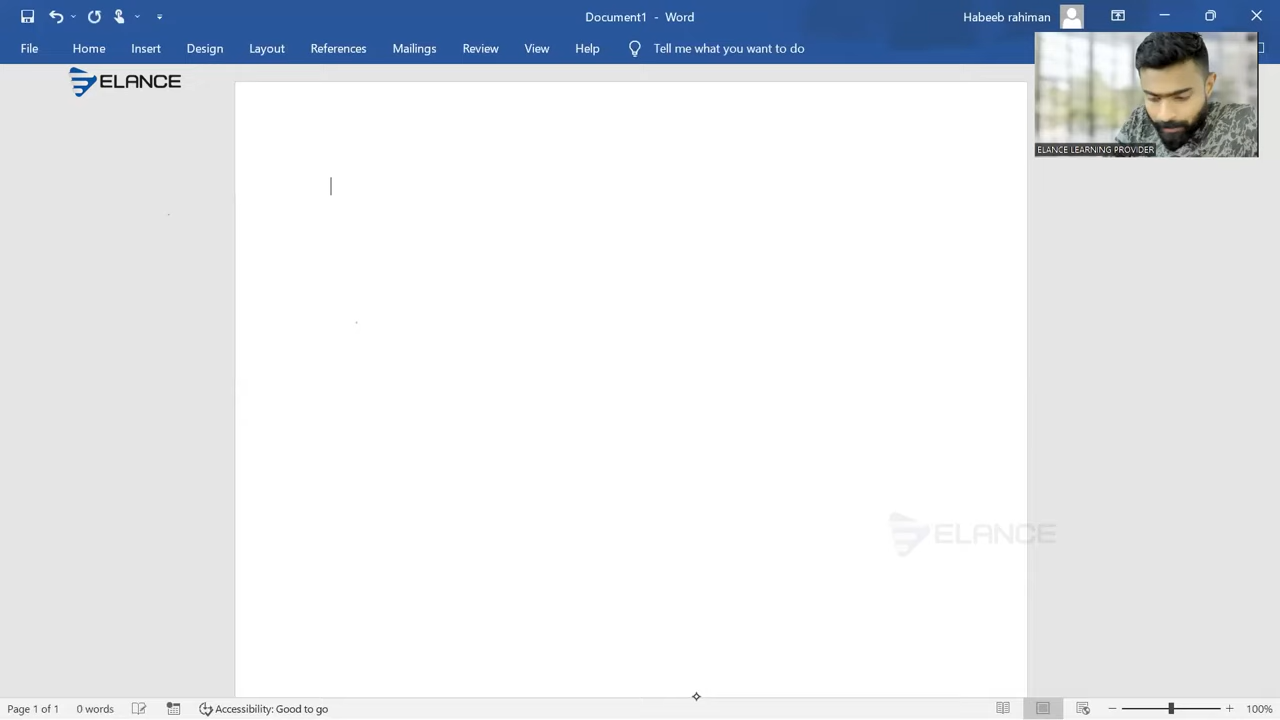 Document1 - Word
Habeeb rahiman
File Home Insert Design Layout References Mailings Review View Help Tell me what you want to do
ELANCE
ELANCE LEARNING PROVIDER
ELANCE
Page 1 of 1 0 words Accessibility: Good to go 100%